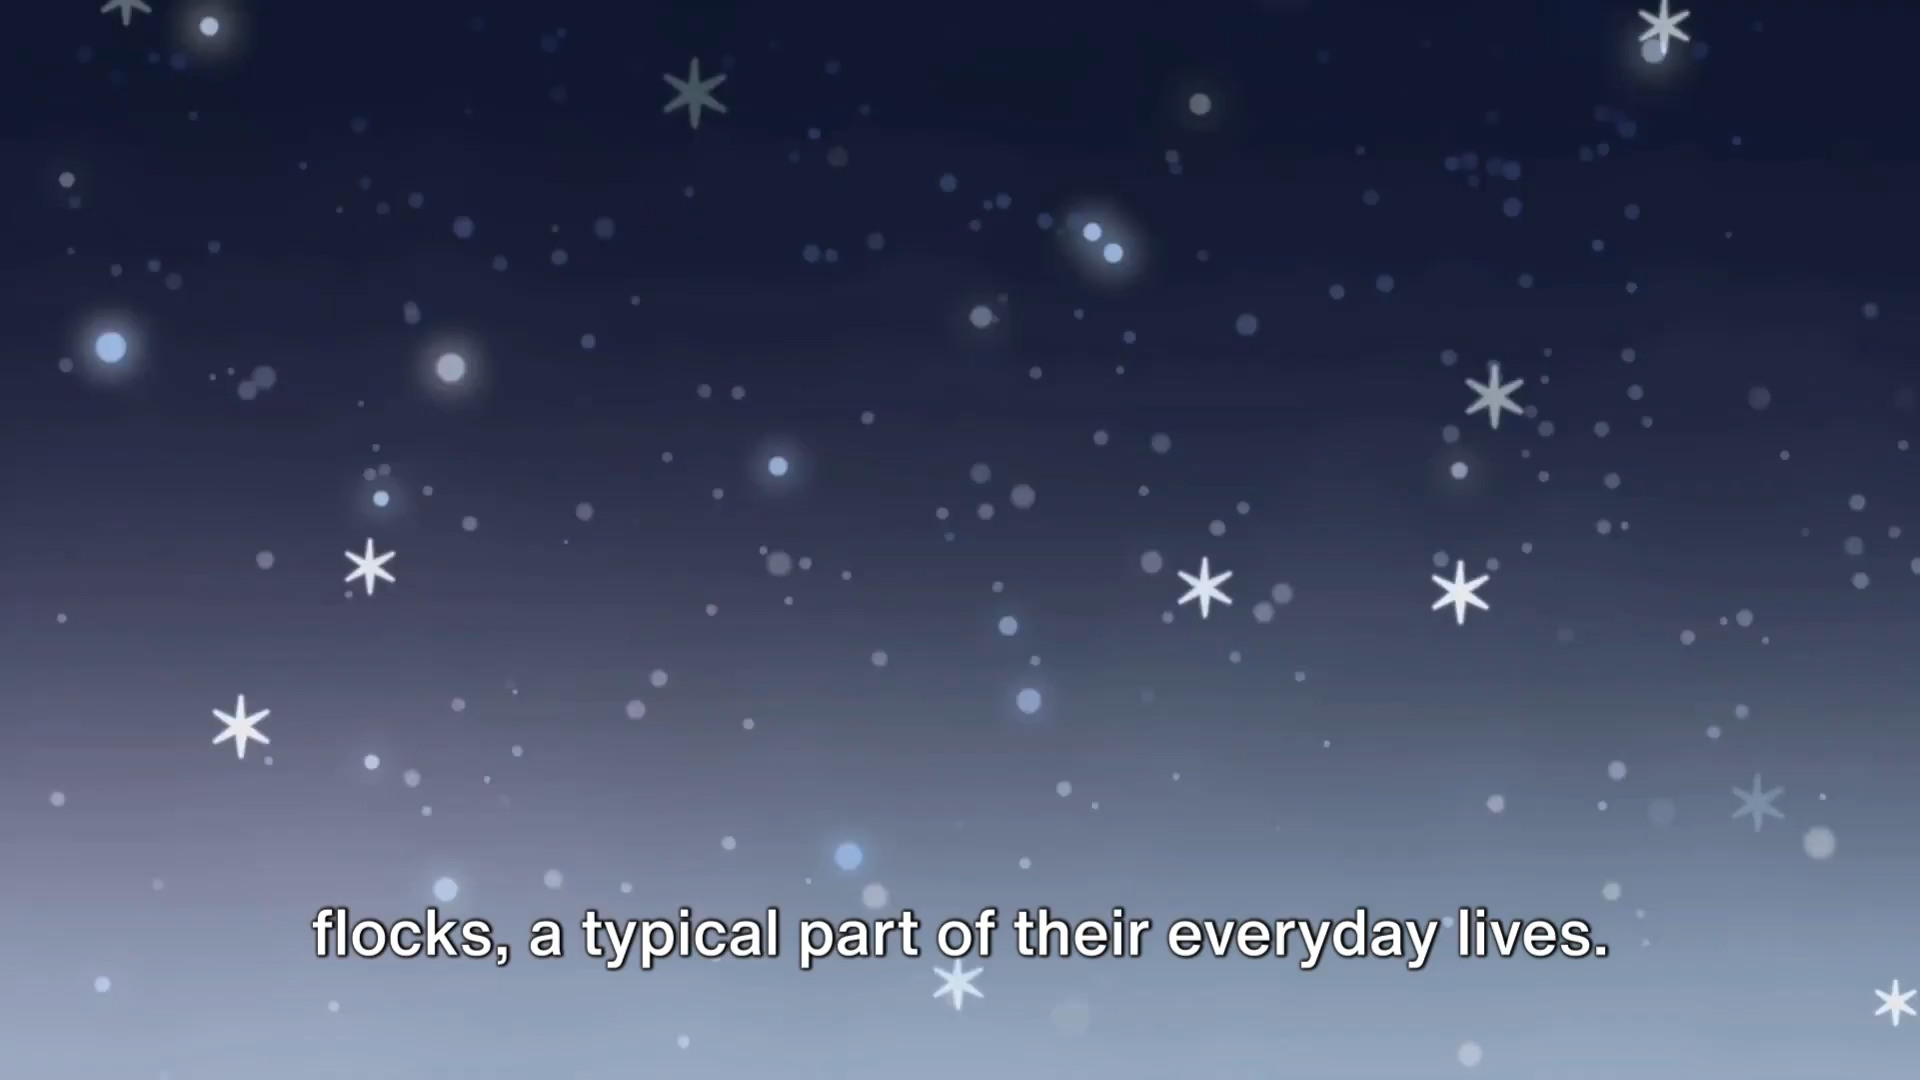 flocks, a typical part of their everyday lives.